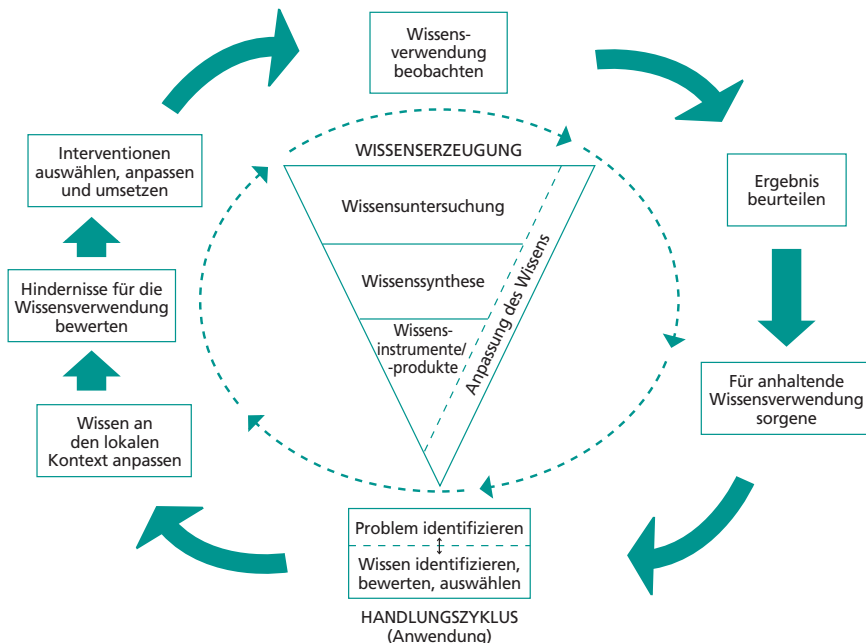 Wissens-
verwendung
beobachten
Interventionen
auswählen, anpassen
und umsetzen
WISSENSERZEUGUNG
Wissensuntersuchung
Wissenssynthese
Wissens-
instrumente/
-produkte
Anpassung des Wissens
Ergebnis
beurteilen
Hindernisse für die
Wissensverwendung
bewerten
Für anhaltende
Wissensverwendung
sorgene
Wissen an
den lokalen
Kontext anpassen
Problem identifizieren
Wissen identifizieren,
bewerten, auswählen
HANDLUNGSZYKLUS
(Anwendung)